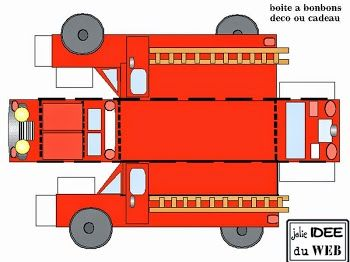 boite a bonbons
deco ou cadeau
jolie IDEE
du WEB